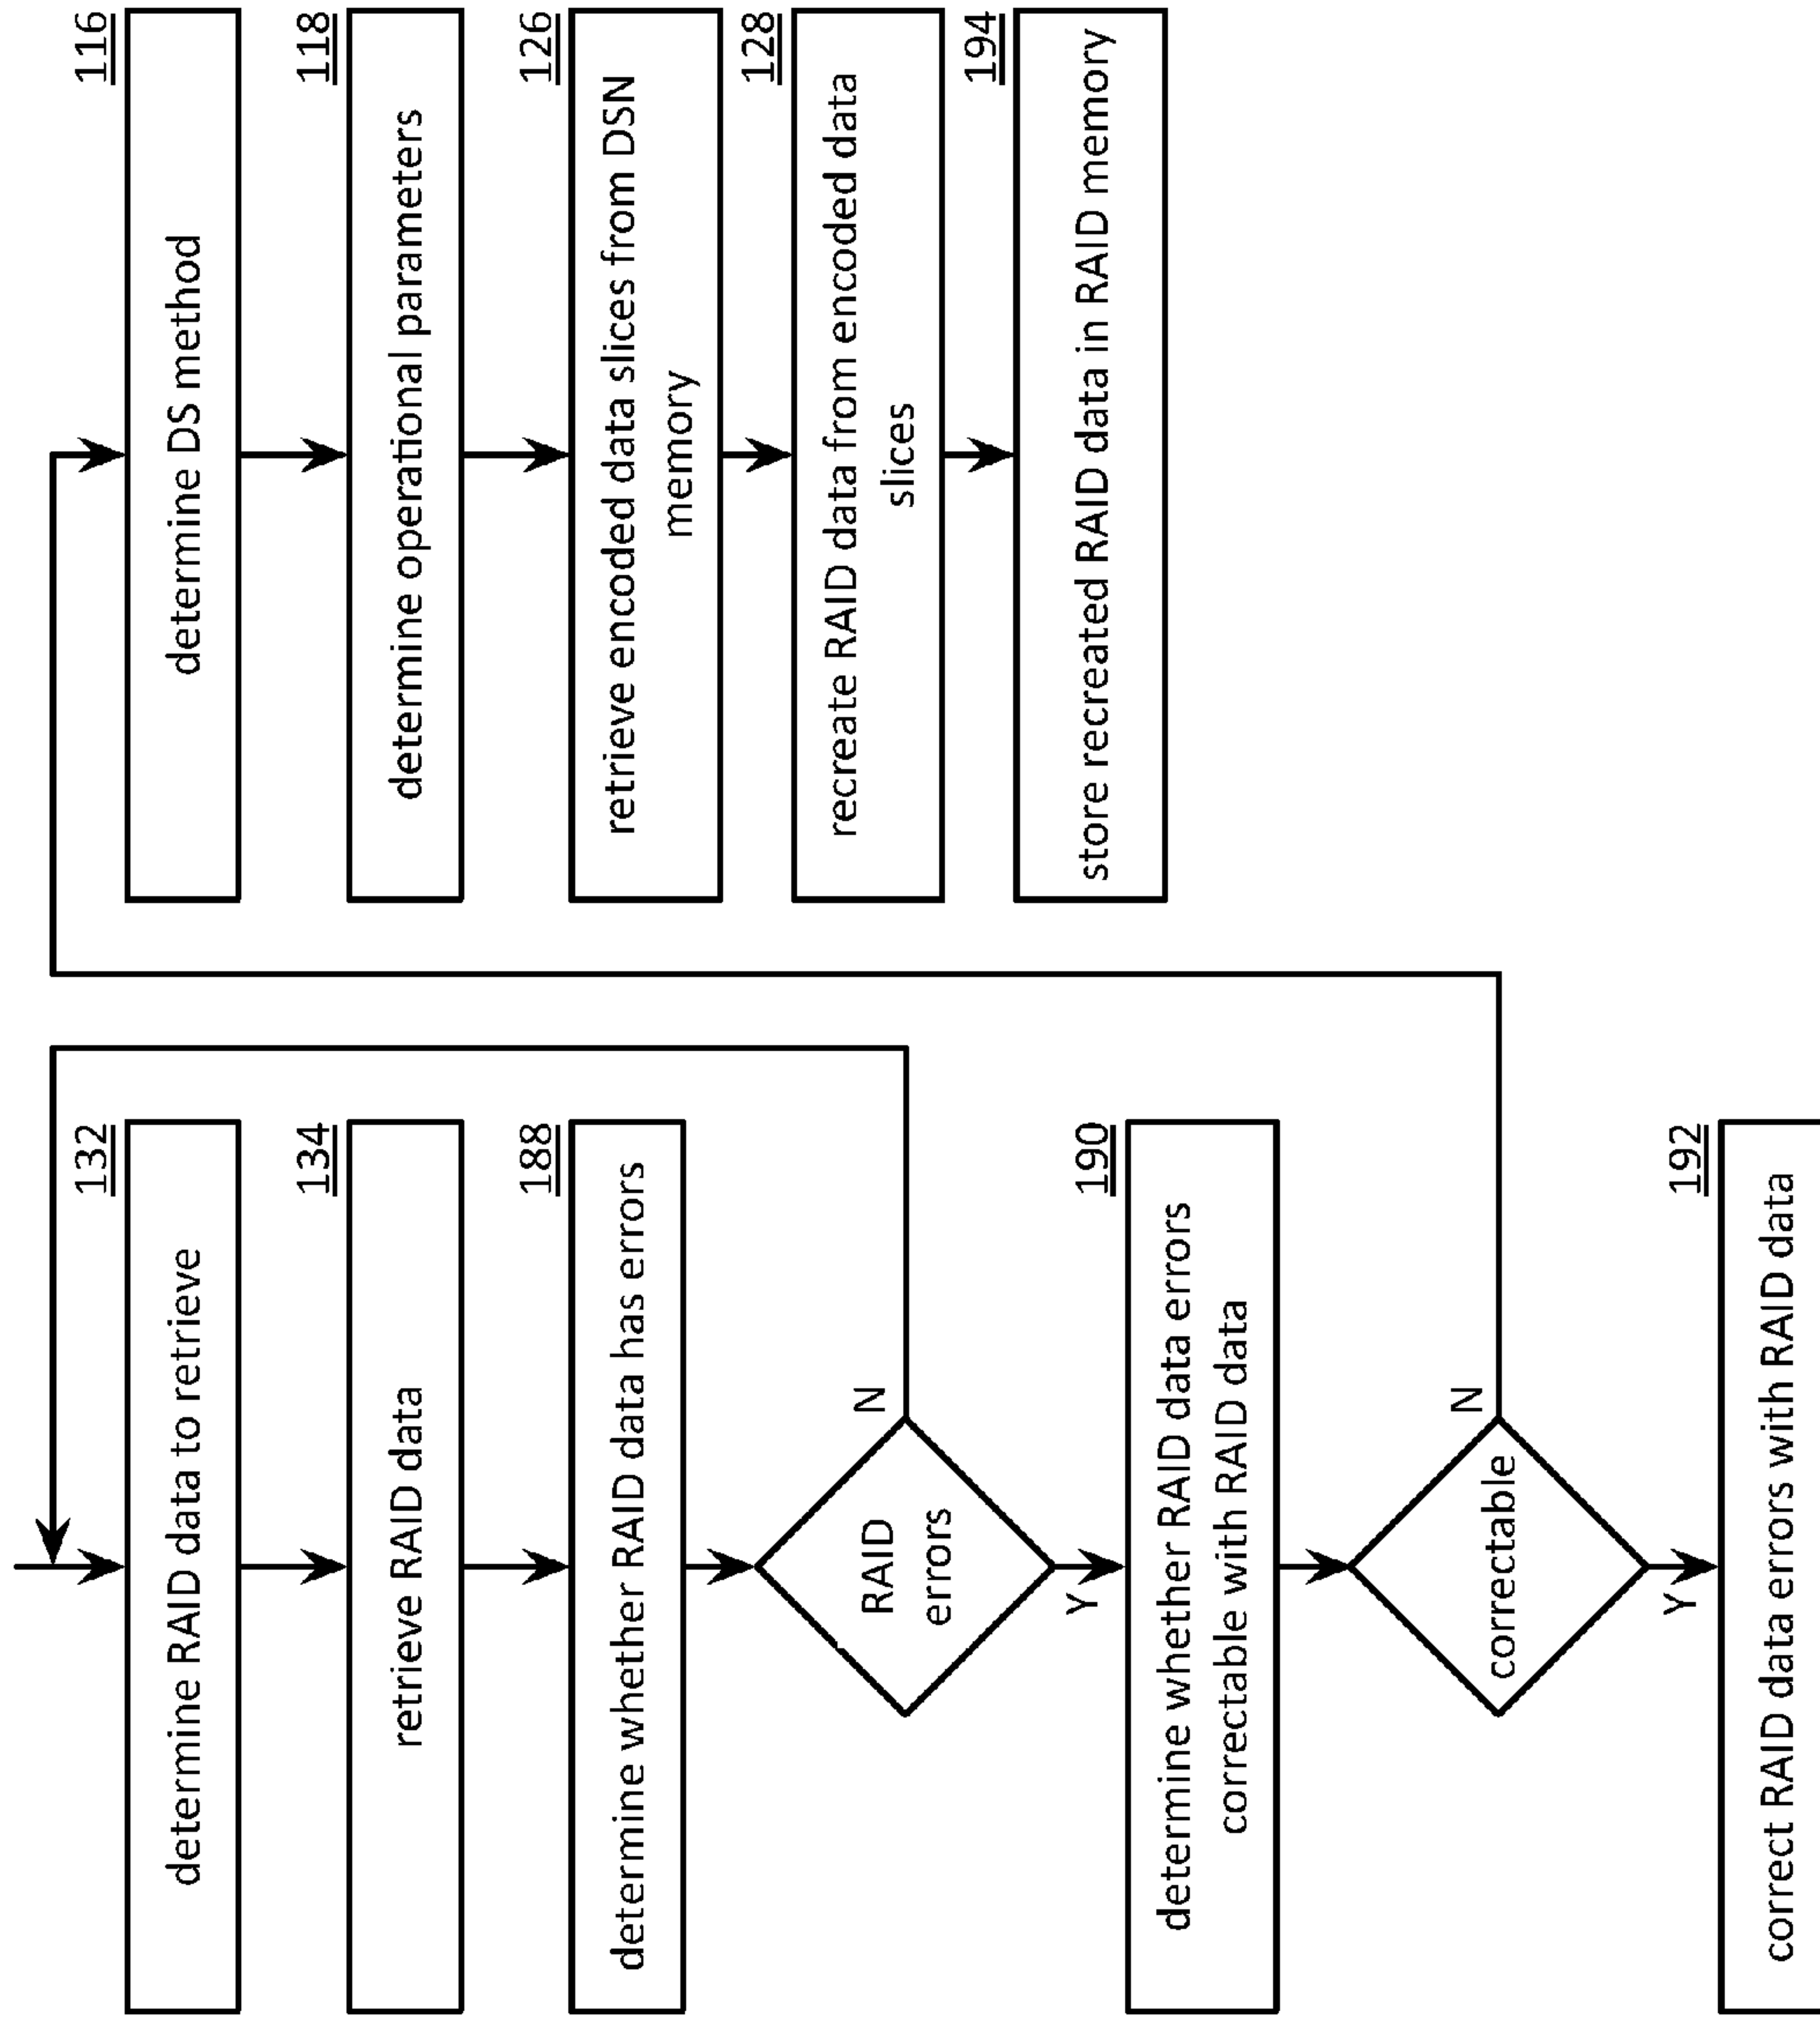 132
determine RAID data to retrieve
134
retrieve RAID data
188
determine whether RAID data has errors
RAID
errors
N
Y
190
determine whether RAID data errors
correctable with RAID data
correctable
N
Y
192
correct RAID data errors with RAID data
116
determine DS method
118
determine operational parameters
126
retrieve encoded data slices from DSN
memory
128
recreate RAID data from encoded data
slices
194
store recreated RAID data in RAID memory